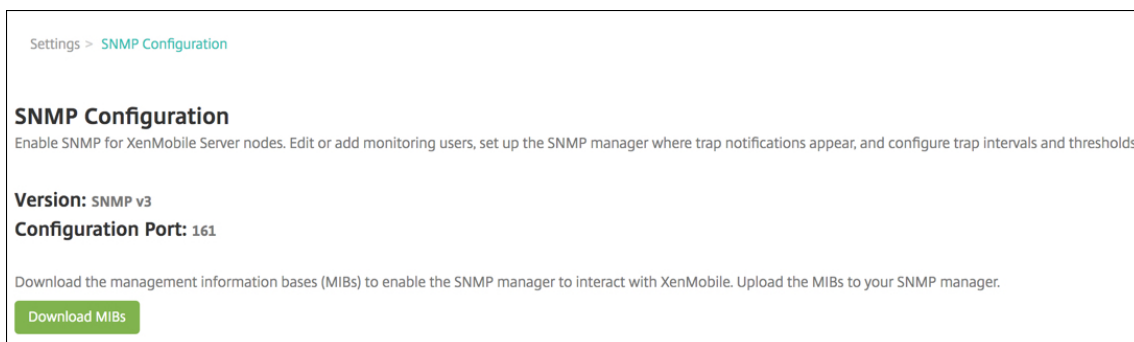 Settings > SNMP Configuration
SNMP Configuration
Enable SNMP for XenMobile Server nodes. Edit or add monitoring users, set up the SNMP manager where trap notifications appear, and configure trap intervals and thresholds
Version: SNMP v3
Configuration Port: 161
Download the management information bases (MIBs) to enable the SNMP manager to interact with XenMobile. Upload the MIBs to your SNMP manager.
Download MIBs